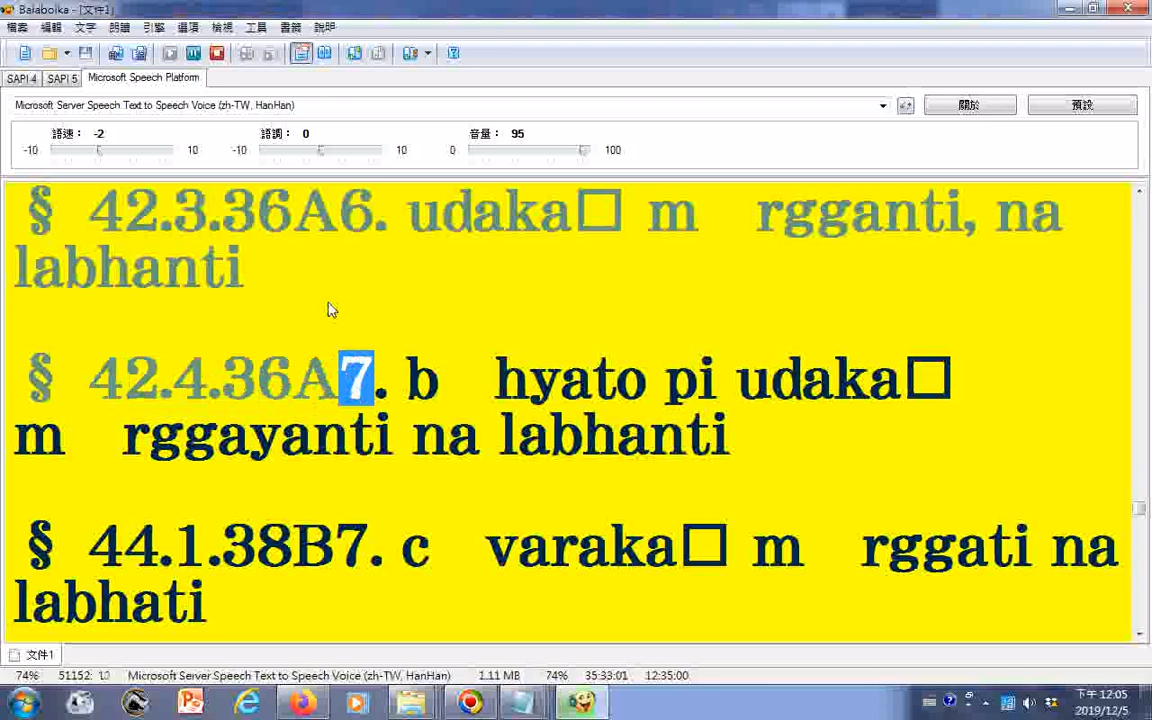 Balabolka - [文件1]
檔案 編輯 文字 朗讀 引擎 選項 檢視 工具 書籤 說明
SAPI 4 SAPI 5 Microsoft Speech Platform
Microsoft Server Speech Text to Speech Voice (zh-TW, HanHan) 關於 預設
語速： -2 語調： 0 音量： 95
-10 10 -10 10 0 100
§ 42.3.36A6. udaka□ m rgganti, na
labhanti
§ 42.4.36A7. b hyato pi udaka□
m rggayanti na labhanti
§ 44.1.38B7. c varaka□ m rggati na
labhati
文件1
74% Microsoft Server Speech Text to Speech Voice (zh-TW, HanHan) 1.11 MB 74% 35:33:01 12:35:00
下午 12:05
2019/12/5